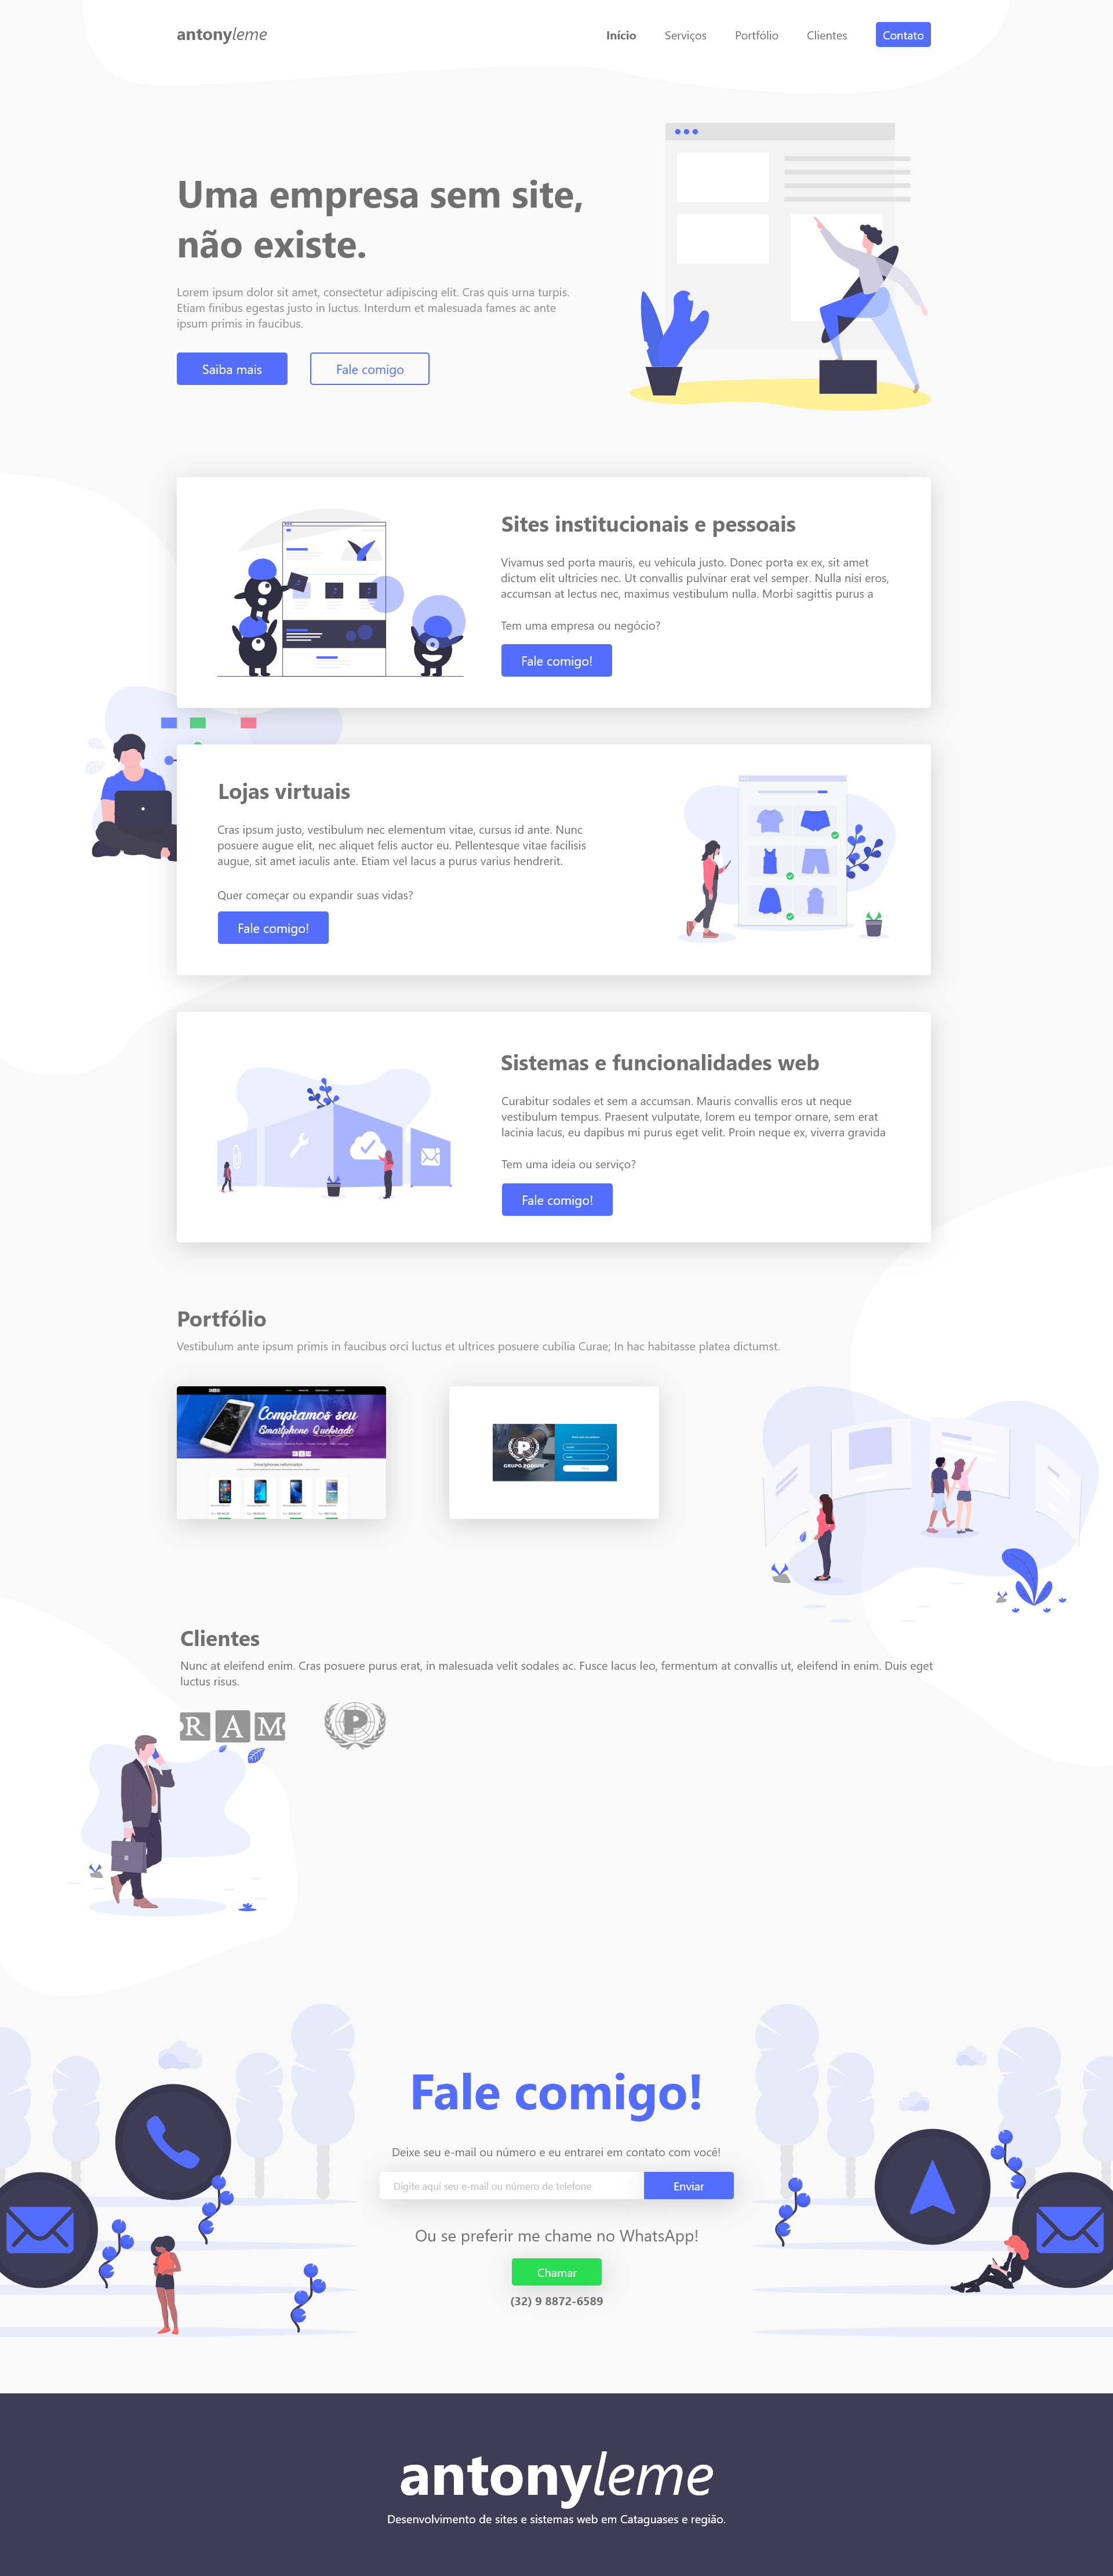 antonyleme
Início Serviços Portfólio Clientes Contato
Uma empresa sem site,
não existe.
Lorem ipsum dolor sit amet, consectetur adipiscing elit. Cras quis urna turpis.
Etiam finibus egestas justo in luctus. Interdum et malesuada fames ac ante
ipsum primis in faucibus.
Saiba mais Fale comigo
Sites institucionais e pessoais
Vivamus sed porta mauris, eu vehicula justo. Donec porta ex ex, sit amet
dictum elit ultricies nec. Ut convallis pulvinar erat vel semper. Nulla nisi eros,
accumsan at lectus nec, maximus vestibulum nulla. Morbi sagittis purus a
Tem uma empresa ou negócio?
Fale comigo!
Lojas virtuais
Cras ipsum justo, vestibulum nec elementum vitae, cursus id ante. Nunc
posuere augue elit, nec aliquet felis auctor eu. Pellentesque vitae facilisis
augue, sit amet iaculis ante. Etiam vel lacus a purus varius hendrerit.
Quer começar ou expandir suas vidas?
Fale comigo!
Sistemas e funcionalidades web
Curabitur sodales et sem a accumsan. Mauris convallis eros ut neque
vestibulum tempus. Praesent vulputate, lorem eu tempor ornare, sem erat
lacinia lacus, eu dapibus mi purus eget velit. Proin neque ex, viverra gravida
Tem uma ideia ou serviço?
Fale comigo!
Portfólio
Vestibulum ante ipsum primis in faucibus orci luctus et ultrices posuere cubilia Curae; In hac habitasse platea dictumst.
Compramos seu
Smartphone Quebrado
Smartphones reformados
P
GRUPO PODIUM
Clientes
Nunc at eleifend enim. Cras posuere purus erat, in malesuada velit sodales ac. Fusce lacus leo, fermentum at convallis ut, eleifend in enim. Duis eget
luctus risus.
RAM P
Fale comigo!
Deixe seu e-mail ou número e eu entrarei em contato com você!
Digite aqui seu e-mail ou número de telefone Enviar
Ou se preferir me chame no WhatsApp!
Chamar
(32) 9 8872-6589
antonyleme
Desenvolvimento de sites e sistemas web em Cataguases e região.